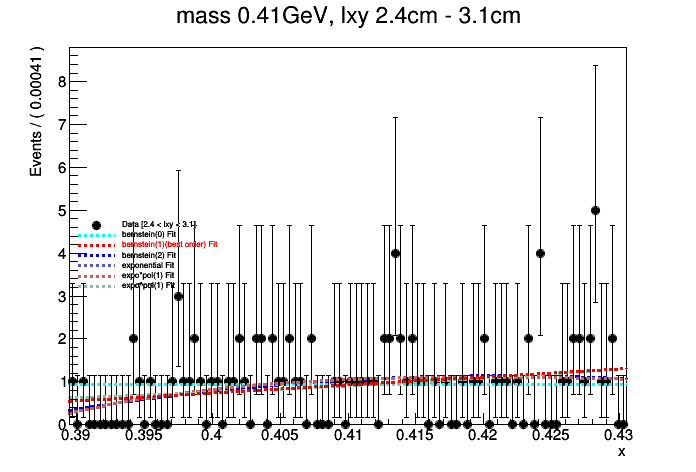 mass 0.41GeV, lxy 2.4cm - 3.1cm
Events / ( 0.00041 )
8
7
6
5
4
3
2
1
0
Data [2.4 < lxy < 3.1]
bernstein(0) Fit
bernstein(1)(best order) Fit
bernstein(2) Fit
exponential Fit
expo*pol(1) Fit
expo*pol(1) Fit
0.39 0.395 0.4 0.405 0.41 0.415 0.42 0.425 0.43
x